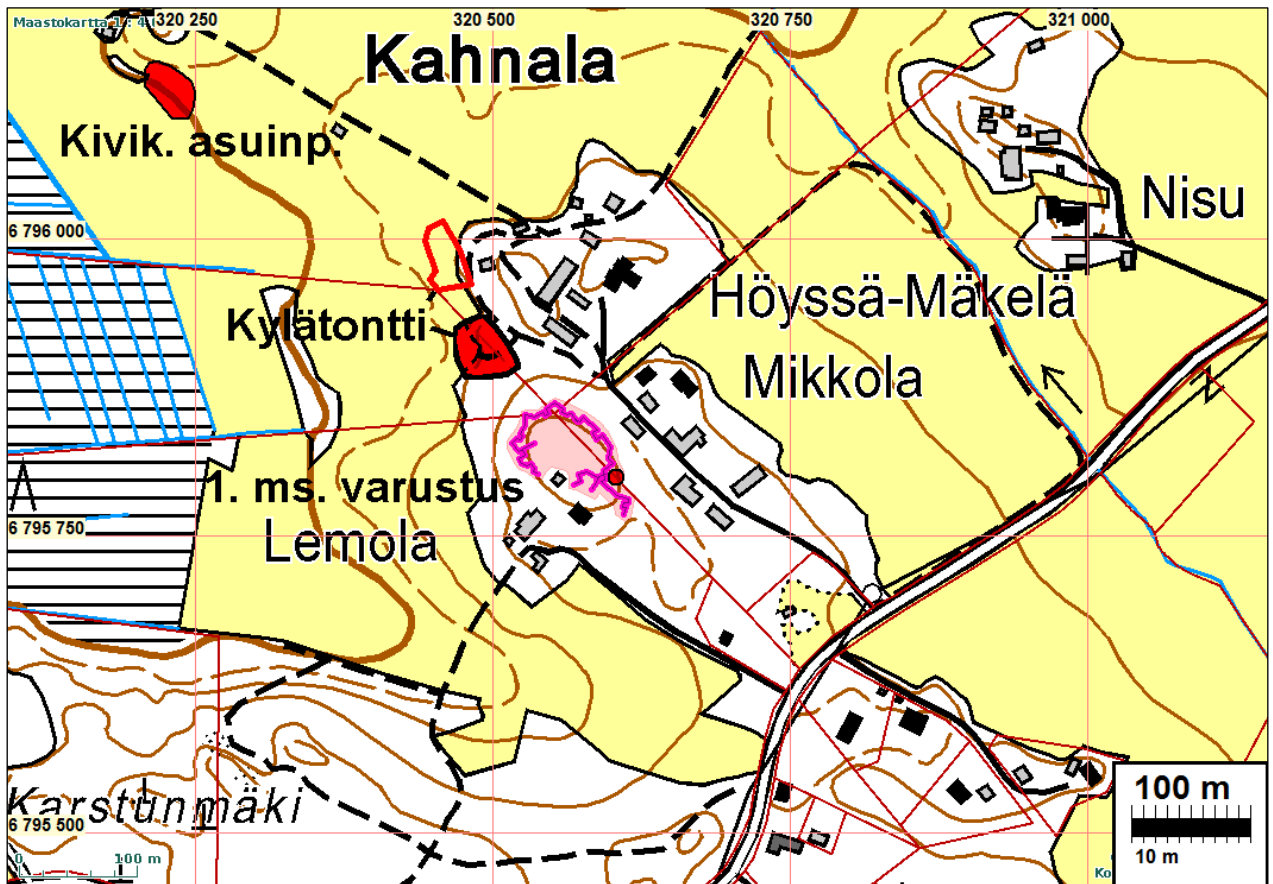 Maastokartta 1 : 4
320 250
320 500
320 750
321 000
Kahnala
Kivik. asuinp.
Nisu
6 796 000
Höyssä-Mäkelä
Kylätontti
Mikkola
1. ms. varustus
6 795 750
Lemola
100 m
10 m
Karstunmäki
6 795 500
0
100 m
Ko